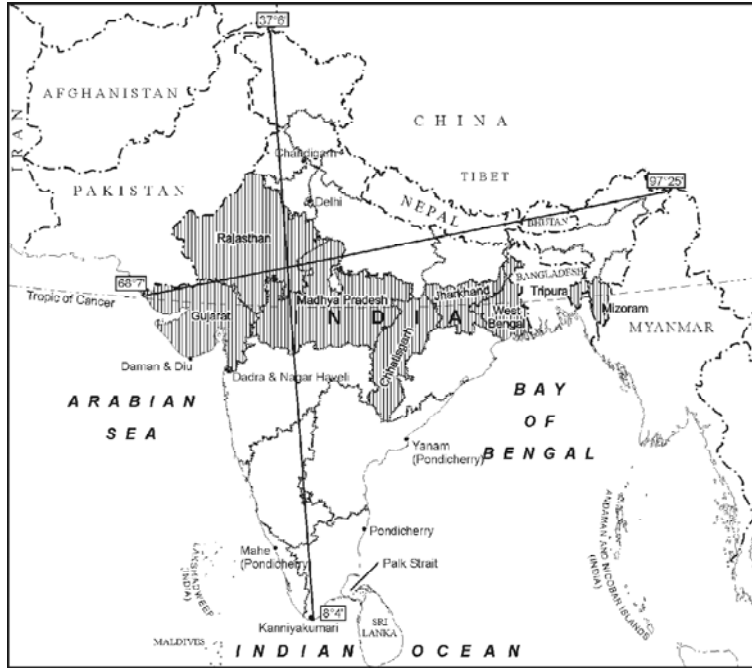 37°6'
AFGHANISTAN
IRAN
CHINA
Chandigarh
PAKISTAN
TIBET
Delhi
NEPAL
97°25'
BHUTAN
Rajasthan
68°7'
Tropic of Cancer
BANGLADESH
Gujarat
Madhya Pradesh
Jharkhand
Tripura
Mizoram
INDIA
West
Bengal
MYANMAR
Chhatisgarh
Daman & Diu
Dadra & Nagar Haveli
ARABIAN
SEA
BAY
OF
BENGAL
Yanam
(Pondicherry)
Pondicherry
Mahe
(Pondicherry)
Palk Strait
LAKSHADWEEP
(INDIA)
ANDAMAN AND NICOBAN ISLANDS
(INDIA)
8°4'
Kanniyakumari
SRI
LANKA
MALDIVES
INDIAN OCEAN